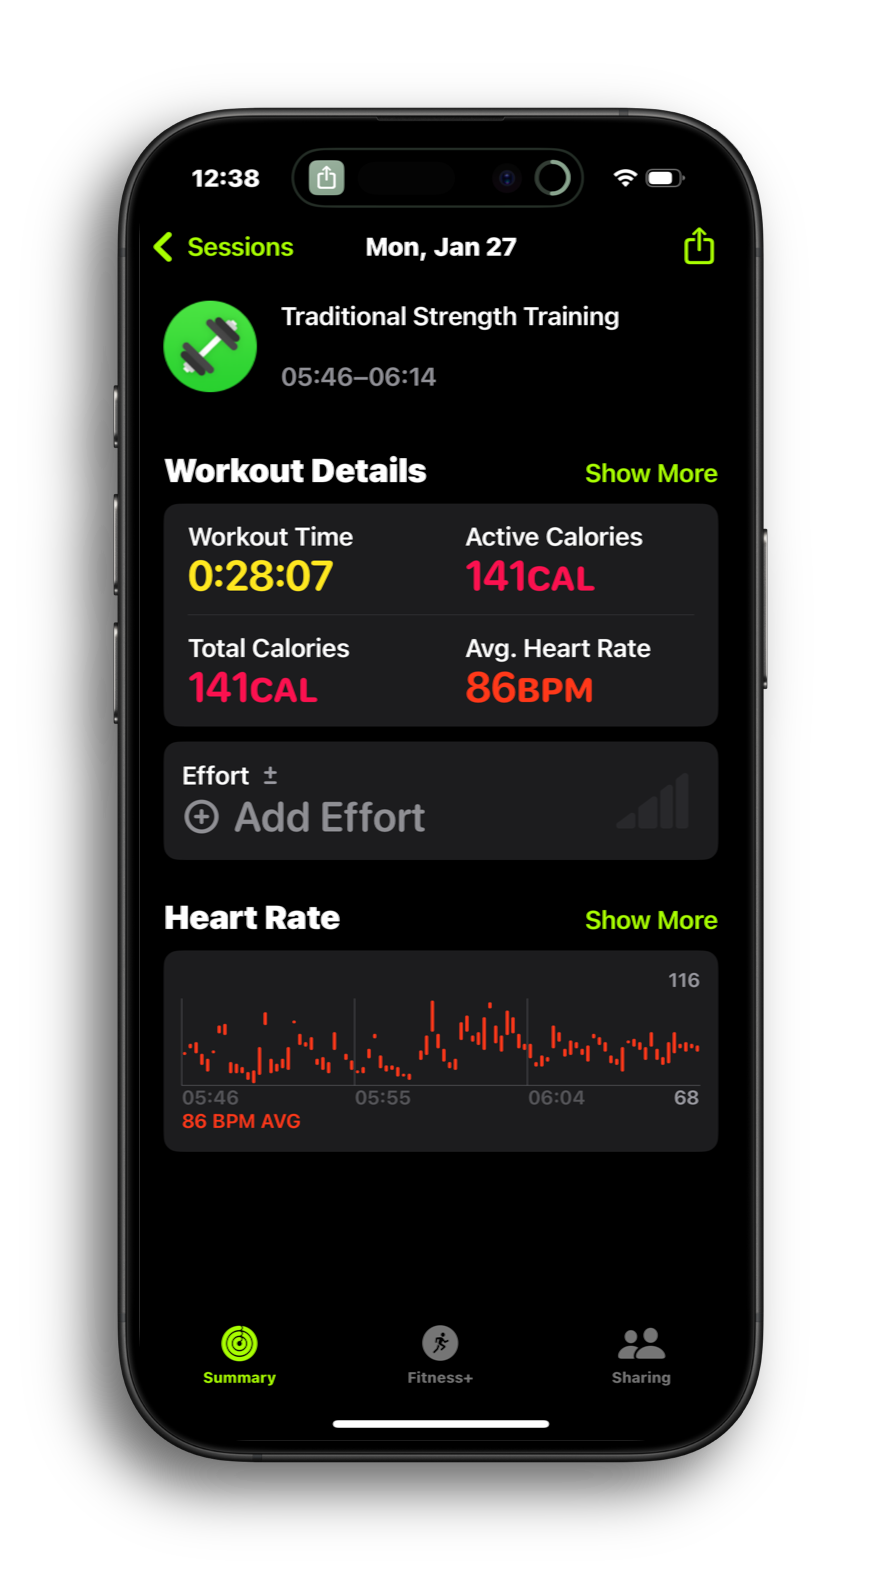 12:38
Sessions
Mon, Jan 27
Traditional Strength Training
05:46–06:14
Workout Details
Show More
Workout Time
Active Calories
0:28:07
141CAL
Total Calories
Avg. Heart Rate
141CAL
86BPM
Effort ±
Add Effort
Heart Rate
Show More
116
05:46
05:55
06:04
68
86 BPM AVG
Summary
Fitness+
Sharing